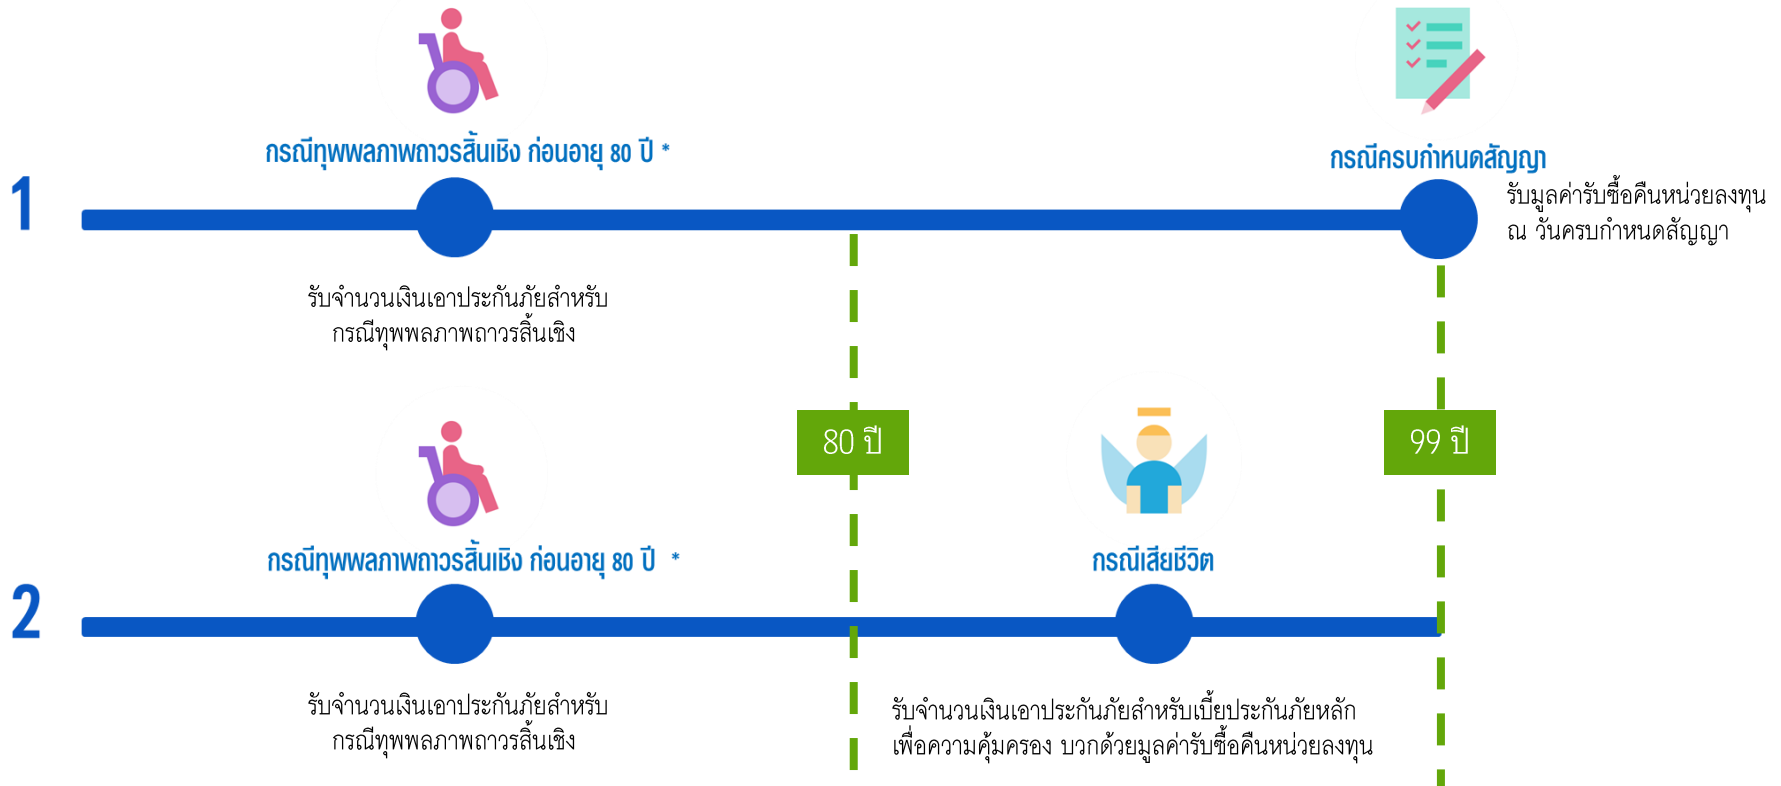 กรณีทุพพลภาพถาวรสิ้นเชิง ก่อนอายุ 80 ปี *
กรณีครบกำหนดสัญญา
1
รับมูลค่ารับซื้อคืนหน่วยลงทุน
ณ วันครบกำหนดสัญญา
รับจำนวนเงินเอาประกันภัยสำหรับ
กรณีทุพพลภาพถาวรสิ้นเชิง
80 ปี
99 ปี
กรณีทุพพลภาพถาวรสิ้นเชิง ก่อนอายุ 80 ปี *
กรณีเสียชีวิต
2
รับจำนวนเงินเอาประกันภัยสำหรับ
กรณีทุพพลภาพถาวรสิ้นเชิง
รับจำนวนเงินเอาประกันภัยสำหรับเบี้ยประกันภัยหลัก
เพื่อความคุ้มครอง บวกด้วยมูลค่ารับซื้อคืนหน่วยลงทุน